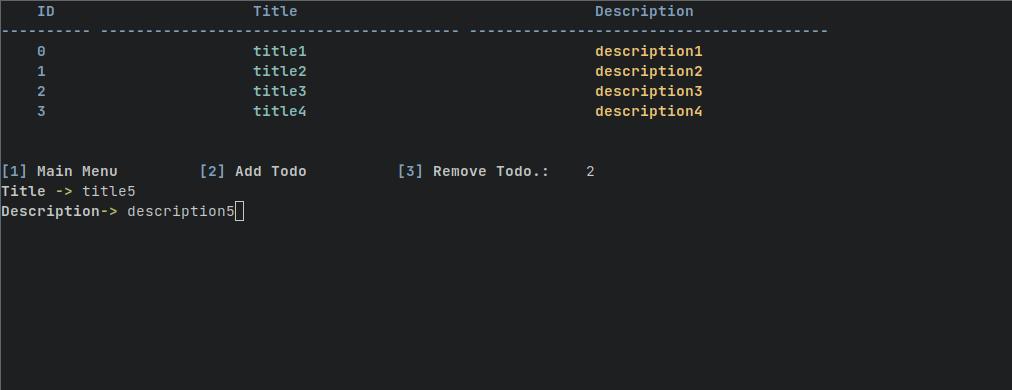 ID Title Description
---------- ---------------------------------------- ----------------------------------------
0 title1 description1
1 title2 description2
2 title3 description3
3 title4 description4
[1] Main Menu [2] Add Todo [3] Remove Todo.: 2
Title -> title5
Description-> description5